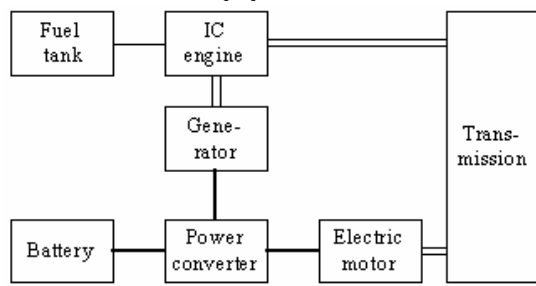 Fuel
tank
IC
engine
Gene-
rator
Trans-
mission
Battery
Power
converter
Electric
motor